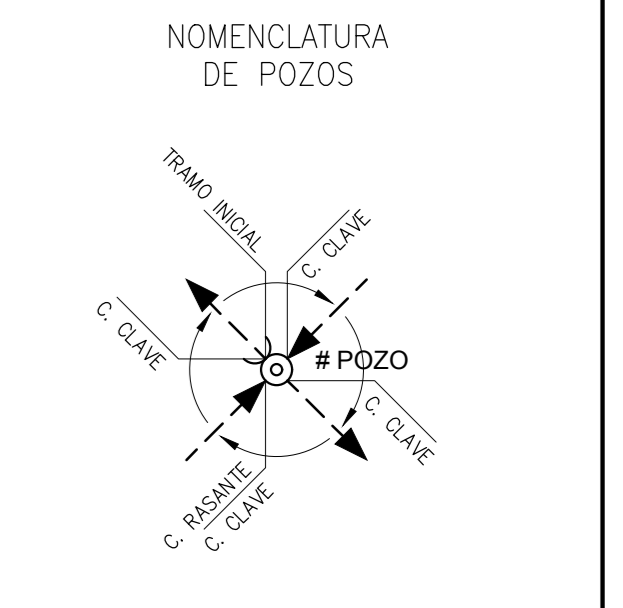 NOMENCLATURA
DE POZOS
TRAMO INICIAL
C. CLAVE
C. CLAVE
# POZO
C. CLAVE
C. RASANTE
C. CLAVE